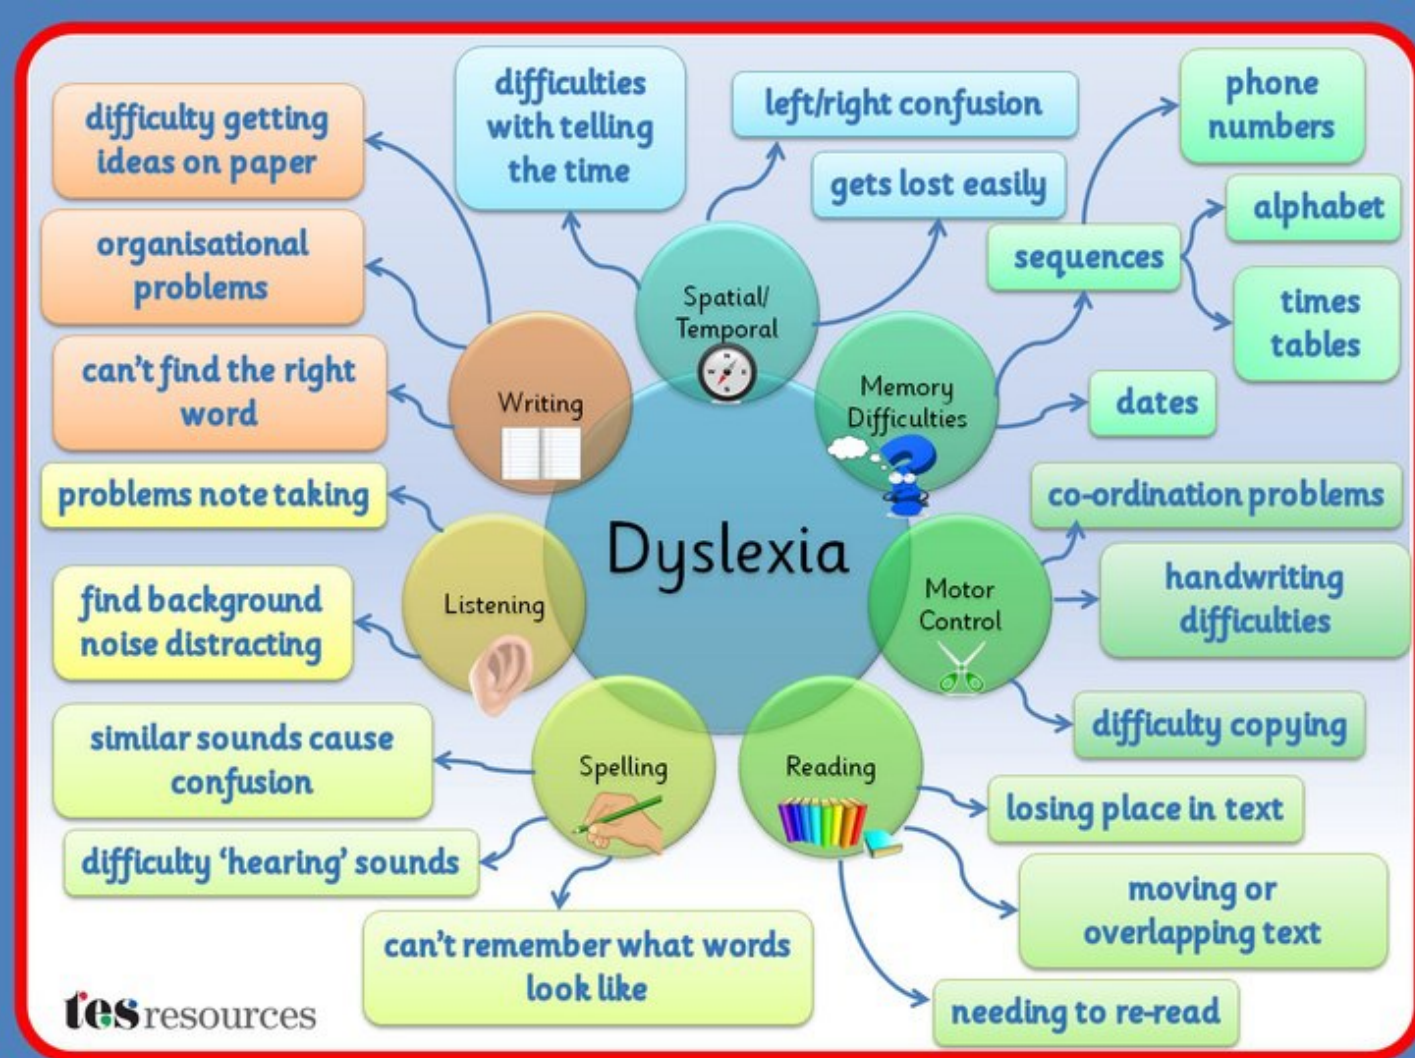 Dyslexia
Spatial/
Temporal
difficulties
with telling
the time
left/right confusion
gets lost easily
Memory
Difficulties
sequences
phone
numbers
alphabet
times
tables
dates
Motor
Control
co-ordination problems
handwriting
difficulties
difficulty copying
Reading
losing place in text
moving or
overlapping text
needing to re-read
Spelling
similar sounds cause
confusion
difficulty ‘hearing’ sounds
can’t remember what words
look like
Listening
problems note taking
find background
noise distracting
Writing
difficulty getting
ideas on paper
organisational
problems
can’t find the right
word
tes resources